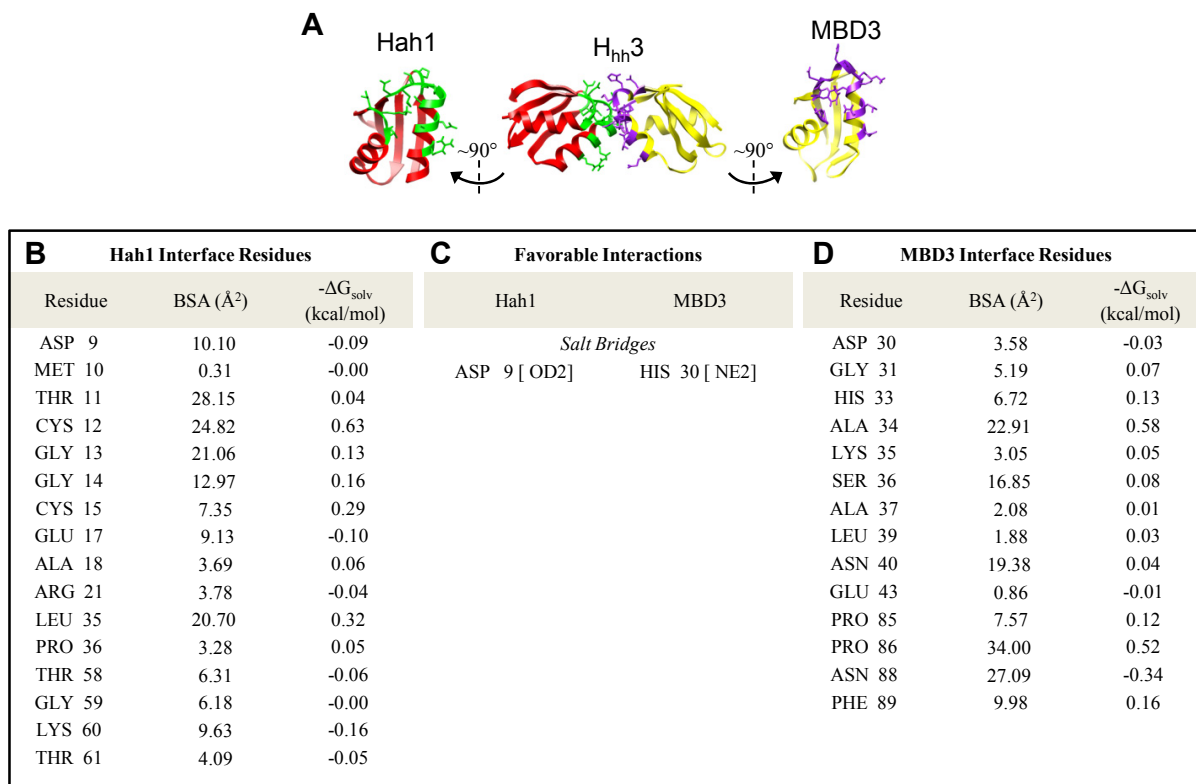 A
Hah1
Hhh3
MBD3
~90°
~90°
B Hah1 Interface Residues
Residue BSA (Å²) -ΔGsolv (kcal/mol)
ASP 9 10.10 -0.09
MET 10 0.31 -0.00
THR 11 28.15 0.04
CYS 12 24.82 0.63
GLY 13 21.06 0.13
GLY 14 12.97 0.16
CYS 15 7.35 0.29
GLU 17 9.13 -0.10
ALA 18 3.69 0.06
ARG 21 3.78 -0.04
LEU 35 20.70 0.32
PRO 36 3.28 0.05
THR 58 6.31 -0.06
GLY 59 6.18 -0.00
LYS 60 9.63 -0.16
THR 61 4.09 -0.05
C Favorable Interactions
Hah1 MBD3
Salt Bridges
ASP 9 [ OD2] HIS 30 [ NE2]
D MBD3 Interface Residues
Residue BSA (Å²) -ΔGsolv (kcal/mol)
ASP 30 3.58 -0.03
GLY 31 5.19 0.07
HIS 33 6.72 0.13
ALA 34 22.91 0.58
LYS 35 3.05 0.05
SER 36 16.85 0.08
ALA 37 2.08 0.01
LEU 39 1.88 0.03
ASN 40 19.38 0.04
GLU 43 0.86 -0.01
PRO 85 7.57 0.12
PRO 86 34.00 0.52
ASN 88 27.09 -0.34
PHE 89 9.98 0.16